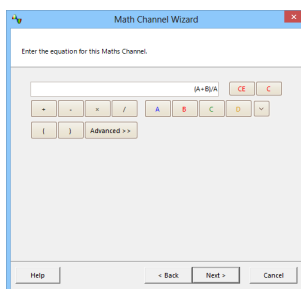 Math Channel Wizard
Enter the equation for this Maths Channel.
(A+B)/A CE C
+ - × / A B C D
( ) Advanced >>
Help < Back Next > Cancel